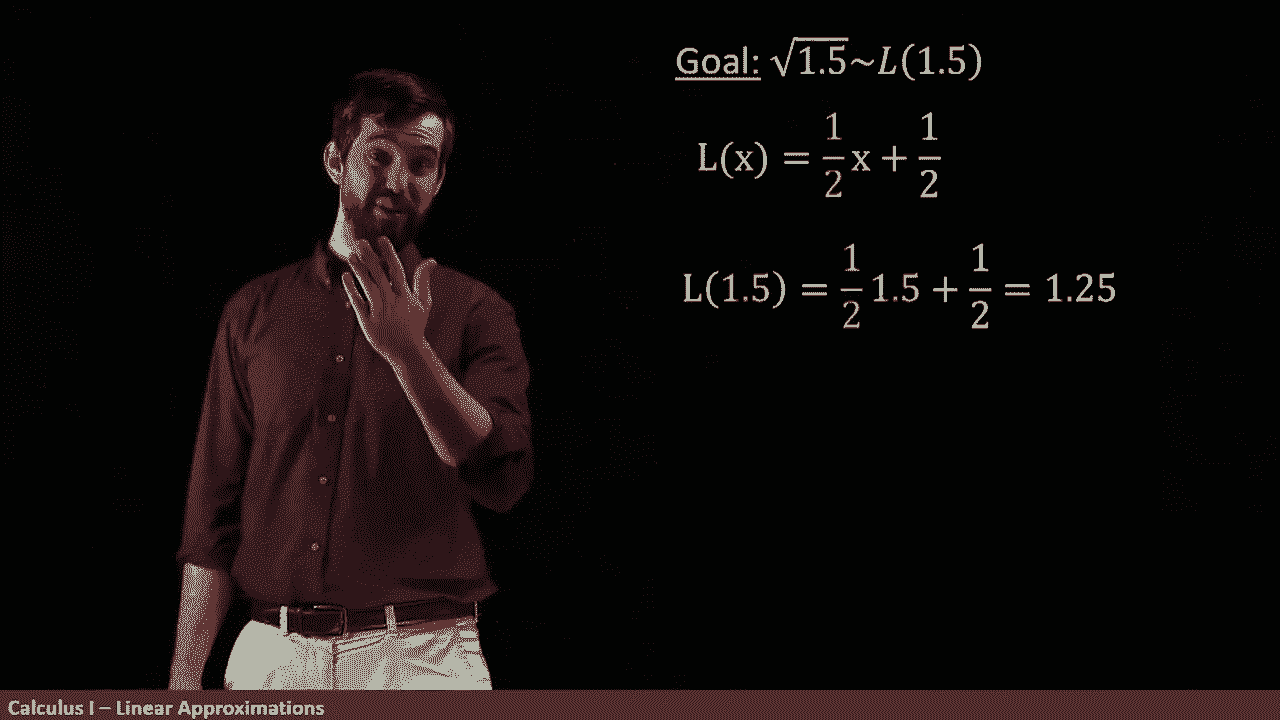 Goal: √1.5~L(1.5)
L(x) = 1/2 x + 1/2
L(1.5) = 1/2 1.5 + 1/2 = 1.25
Calculus I – Linear Approximations